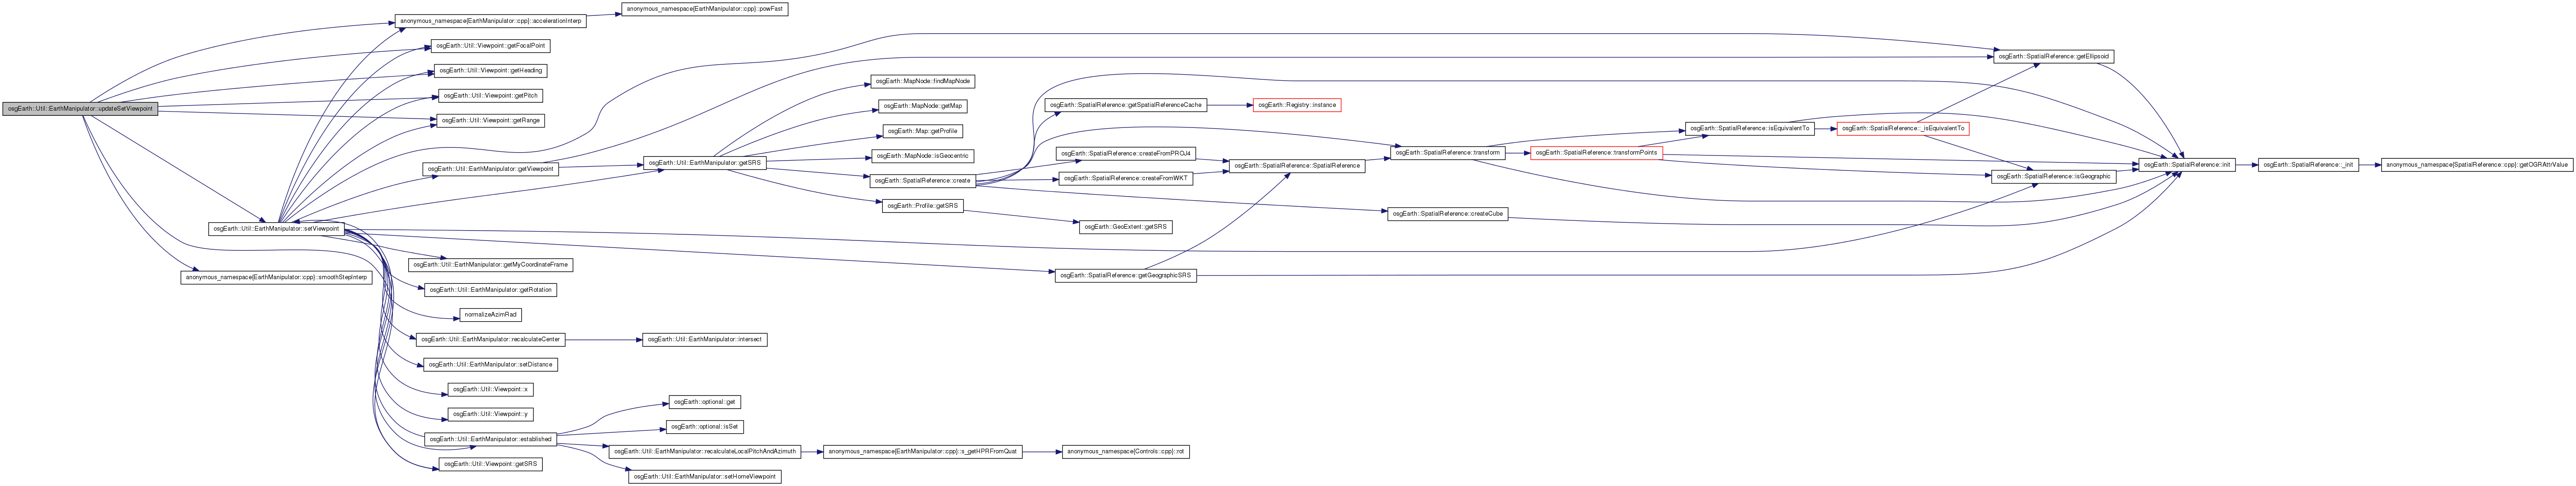 osgEarth::Util::EarthManipulator::updateSetViewpoint
anonymous_namespace{EarthManipulator::cpp}::accelerationInterp
anonymous_namespace{EarthManipulator::cpp}::powFast
osgEarth::Util::Viewpoint::getFocalPoint
osgEarth::Util::Viewpoint::getHeading
osgEarth::Util::Viewpoint::getPitch
osgEarth::Util::Viewpoint::getRange
osgEarth::Util::EarthManipulator::getViewpoint
osgEarth::Util::EarthManipulator::setViewpoint
anonymous_namespace{EarthManipulator::cpp}::smoothStepInterp
osgEarth::Util::EarthManipulator::getMyCoordinateFrame
osgEarth::Util::EarthManipulator::getRotation
normalizeAzimRad
osgEarth::Util::EarthManipulator::recalculateCenter
osgEarth::Util::EarthManipulator::intersect
osgEarth::Util::EarthManipulator::setDistance
osgEarth::Util::Viewpoint::x
osgEarth::Util::Viewpoint::y
osgEarth::Util::EarthManipulator::established
osgEarth::Util::Viewpoint::getSRS
osgEarth::optional::get
osgEarth::optional::isSet
osgEarth::Util::EarthManipulator::recalculateLocalPitchAndAzimuth
osgEarth::Util::EarthManipulator::setHomeViewpoint
anonymous_namespace{EarthManipulator::cpp}::s_getHPRFromQuat
anonymous_namespace{Controls::cpp}::rot
osgEarth::Util::EarthManipulator::getSRS
osgEarth::MapNode::findMapNode
osgEarth::MapNode::getMap
osgEarth::Map::getProfile
osgEarth::MapNode::isGeocentric
osgEarth::SpatialReference::create
osgEarth::Profile::getSRS
osgEarth::GeoExtent::getSRS
osgEarth::SpatialReference::getSpatialReferenceCache
osgEarth::Registry::instance
osgEarth::SpatialReference::createFromPROJ4
osgEarth::SpatialReference::createFromWKT
osgEarth::SpatialReference::SpatialReference
osgEarth::SpatialReference::getGeographicSRS
osgEarth::SpatialReference::transform
osgEarth::SpatialReference::createCube
osgEarth::SpatialReference::transformPoints
osgEarth::SpatialReference::isEquivalentTo
osgEarth::SpatialReference::_isEquivalentTo
osgEarth::SpatialReference::getEllipsoid
osgEarth::SpatialReference::isGeographic
osgEarth::SpatialReference::init
osgEarth::SpatialReference::_init
anonymous_namespace{SpatialReference::cpp}::getOGRAttrValue